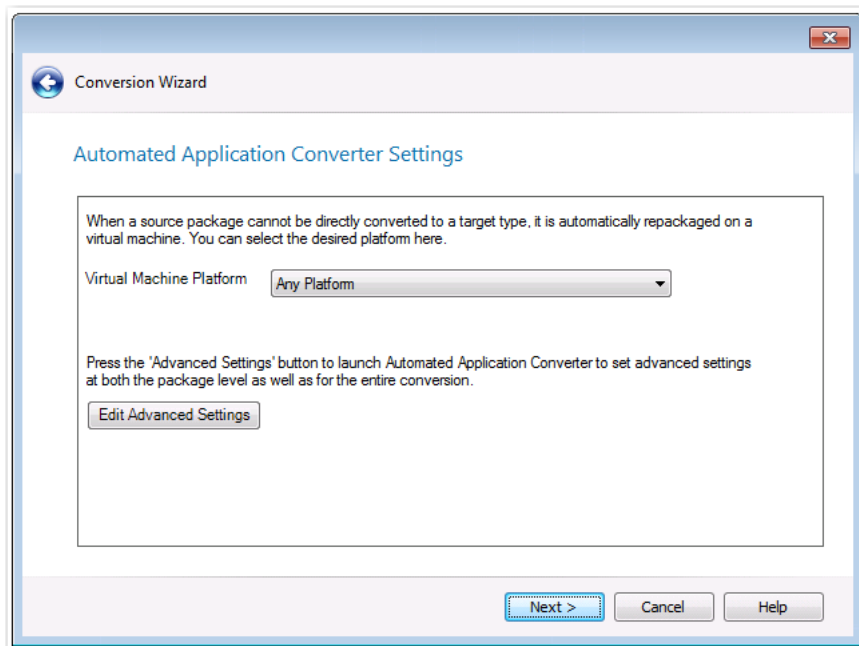 Conversion Wizard
Automated Application Converter Settings
When a source package cannot be directly converted to a target type, it is automatically repackaged on a
virtual machine. You can select the desired platform here.
Virtual Machine Platform
Any Platform
Press the 'Advanced Settings' button to launch Automated Application Converter to set advanced settings
at both the package level as well as for the entire conversion.
Edit Advanced Settings
Next >
Cancel
Help